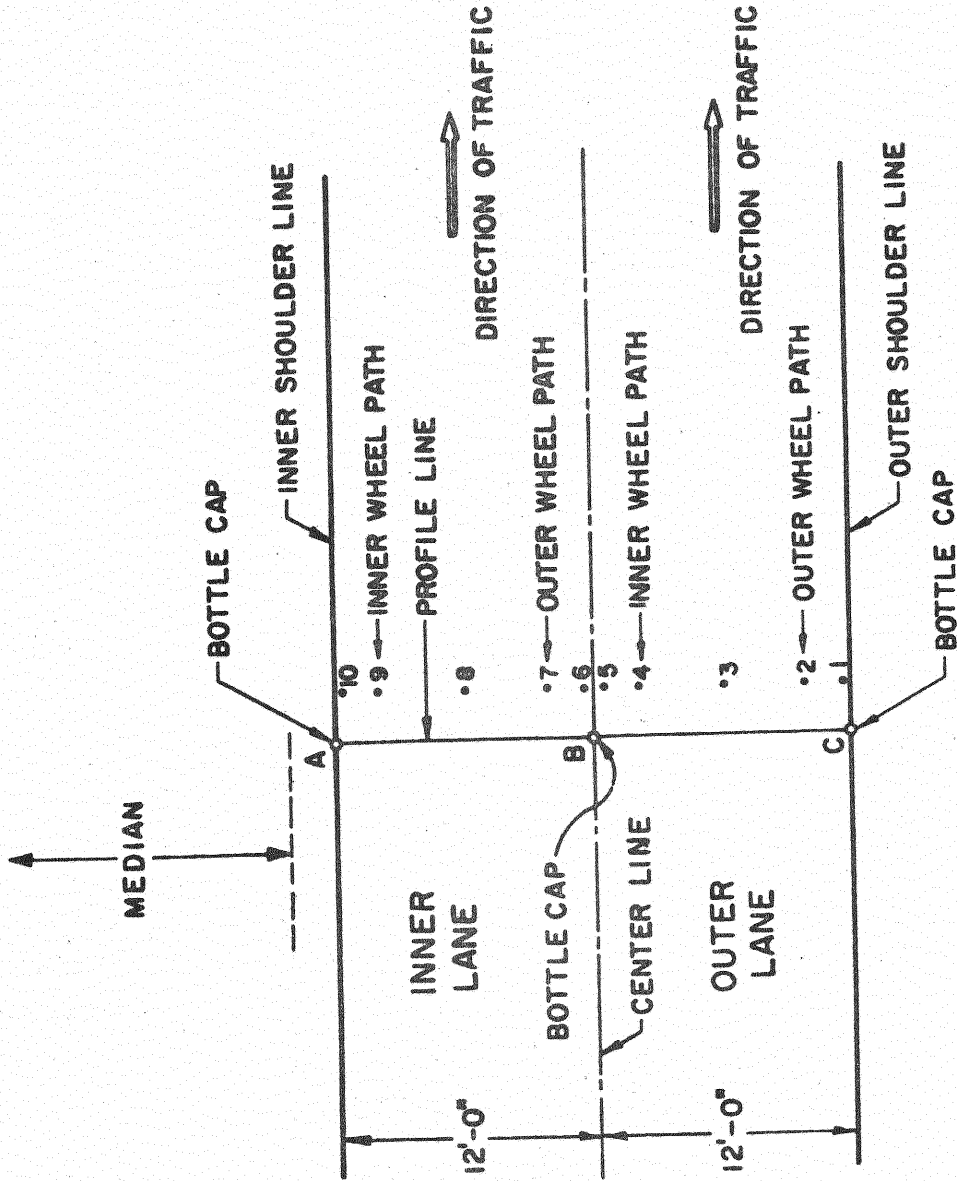 MEDIAN
BOTTLE CAP
INNER SHOULDER LINE
A
•10
•9
INNER WHEEL PATH
PROFILE LINE
INNER
LANE
•8
DIRECTION OF TRAFFIC
12'-0"
•7
OUTER WHEEL PATH
•6
B
•5
BOTTLE CAP
CENTER LINE
•4
INNER WHEEL PATH
OUTER
LANE
•3
DIRECTION OF TRAFFIC
12'-0"
•2
OUTER WHEEL PATH
•1
C
OUTER SHOULDER LINE
BOTTLE CAP